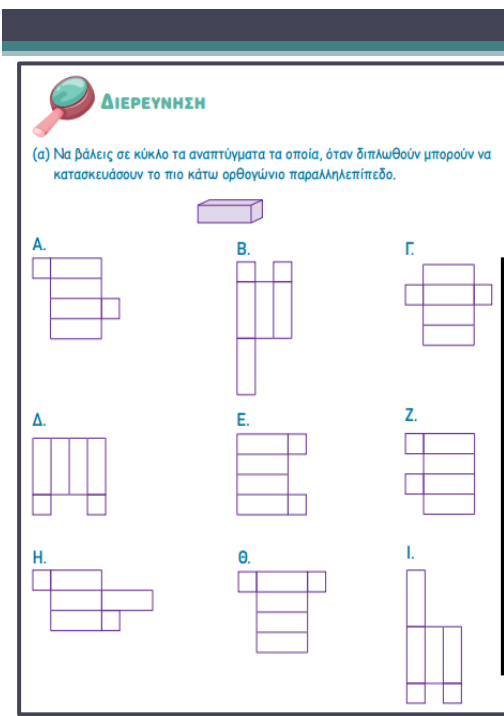 ΔΙΕΡΕΥΝΗΣΗ
(α) Να βάλεις σε κύκλο τα αναπτύγματα τα οποία, όταν διπλωθούν μπορούν να
κατασκευάσουν το πιο κάτω ορθογώνιο παραλληλεπίπεδο.
Α.
Β.
Γ.
Δ.
Ε.
Ζ.
Η.
Θ.
Ι.